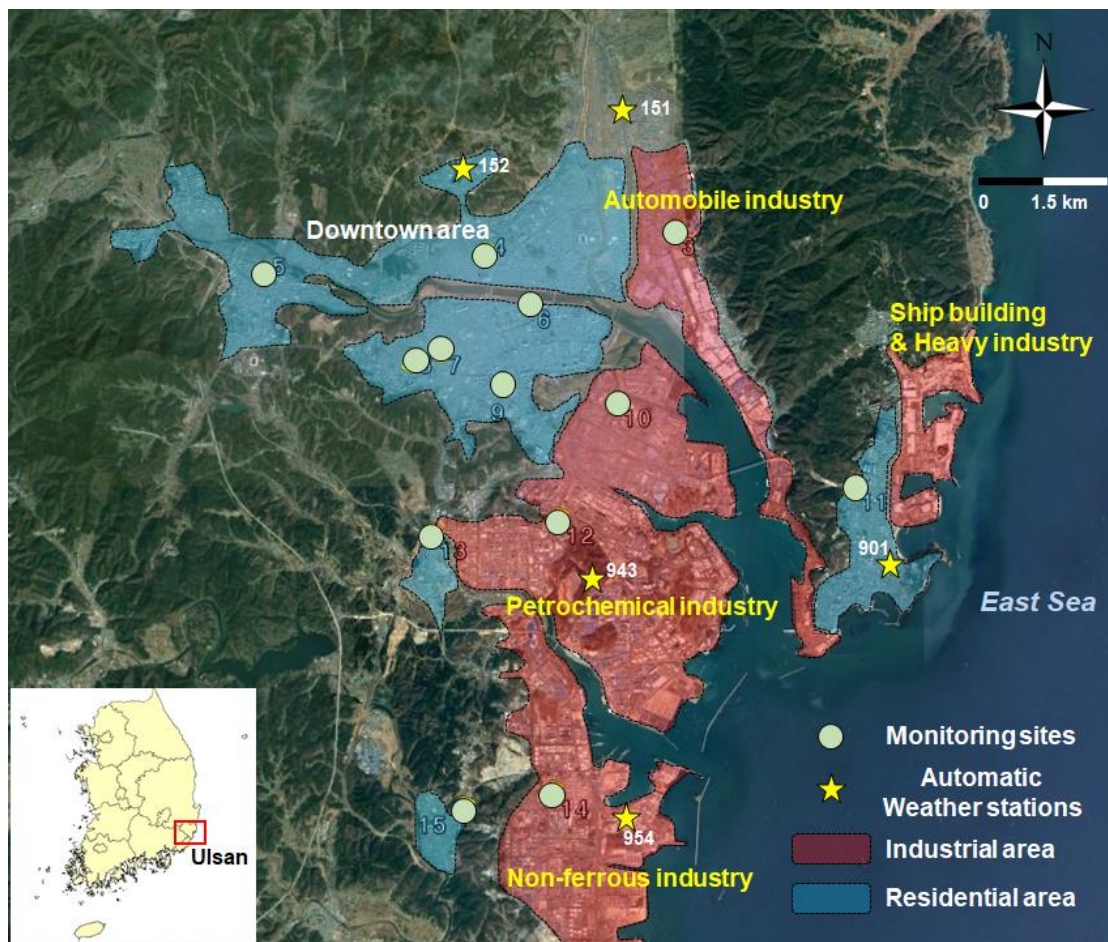 N
151
152
Automobile industry
0 1.5 km
Downtown area
4
3
5
Ship building
& Heavy industry
6
7
9
10
11
12
901
13
943
Petrochemical industry
East Sea
Monitoring sites
Automatic
Weather stations
14
15
954
Ulsan
Industrial area
Non-ferrous industry
Residential area